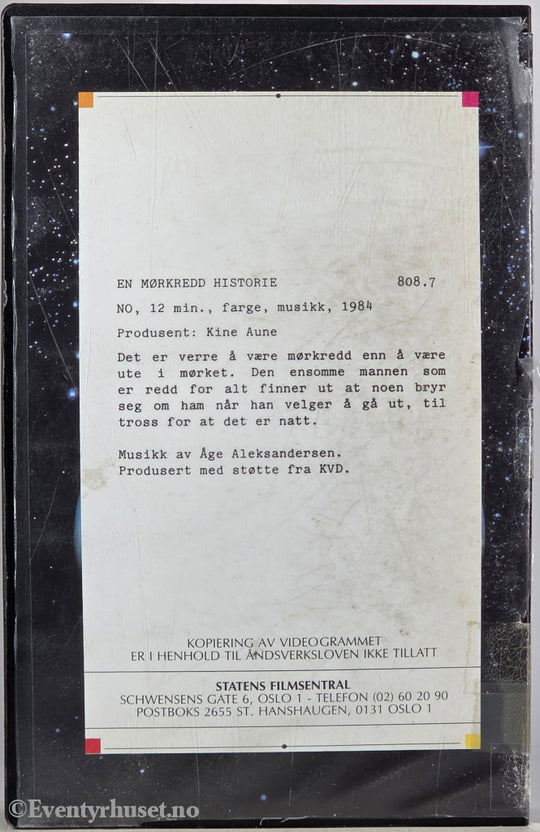 EN MØRKREDD HISTORIE 808.7
NO, 12 min., farge, musikk, 1984
Produsent: Kine Aune
Det er verre å være mørkredd enn å være
ute i mørket. Den ensomme mannen som
er redd for alt finner ut at noen bryr
seg om ham når han velger å gå ut, til
tross for at det er natt.
Musikk av Åge Aleksandersen.
Produsert med støtte fra KVD.
KOPIERING AV VIDEOGRAMMET
ER I HENHOLD TIL ÅNDSVERKSLOVEN IKKE TILLATT
STATENS FILMSENTRAL
SCHWENSENS GATE 6, OSLO 1 - TELEFON (02) 60 20 90
POSTBOKS 2655 ST. HANSHAUGEN, 0131 OSLO 1
©Eventyrhuset.no